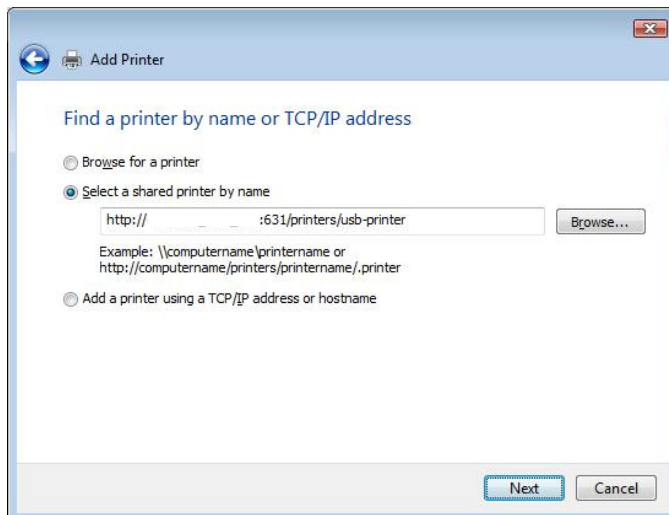 Add Printer
Find a printer by name or TCP/IP address
Browse for a printer
Select a shared printer by name
http:// :631/printers/usb-printer
Browse...
Example: \\computername\printername or
http://computername/printers/printername/.printer
Add a printer using a TCP/IP address or hostname
Next
Cancel